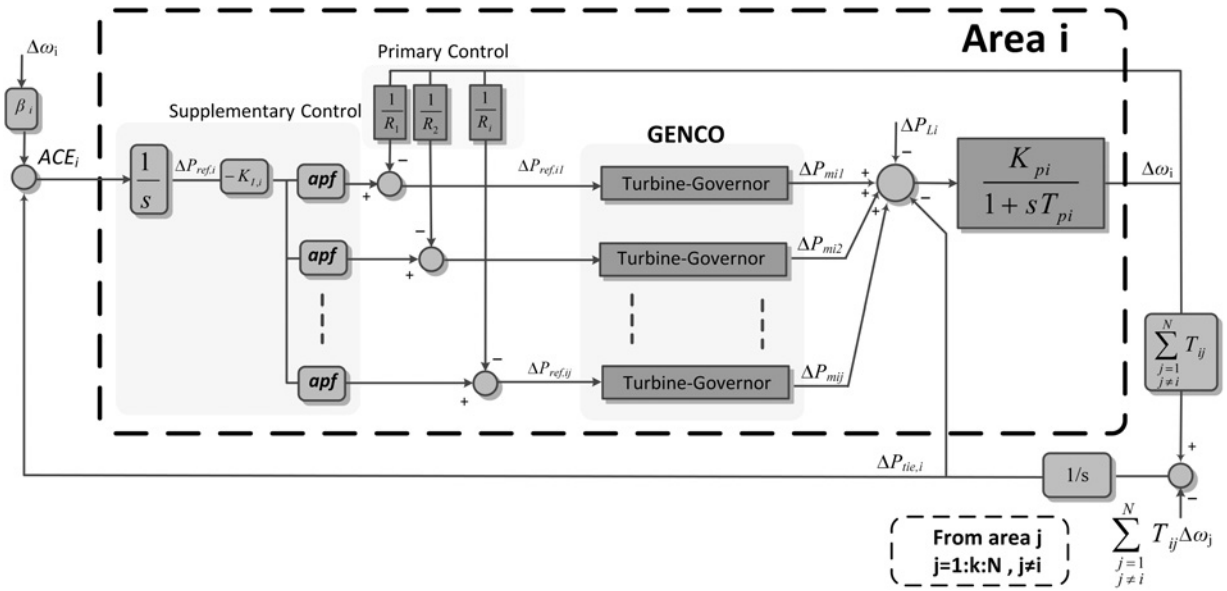 Area i
Primary Control
Δωi
βi
Supplementary Control
1/R1
1/R2
1/Ri
GENCO
ΔPLi
ACEi
1/s
ΔPref,i
−KI,i
apf
ΔPref,i1
Turbine-Governor
ΔPmi1
Kpi/1 + sTpi
Δωi
apf
Turbine-Governor
ΔPmi2
apf
ΔPref,ij
Turbine-Governor
ΔPmij
∑ N j=1 j≠i Tij
ΔPtie,i
1/s
From area j
j=1:k:N , j≠i
∑ N j=1 j≠i TijΔωj